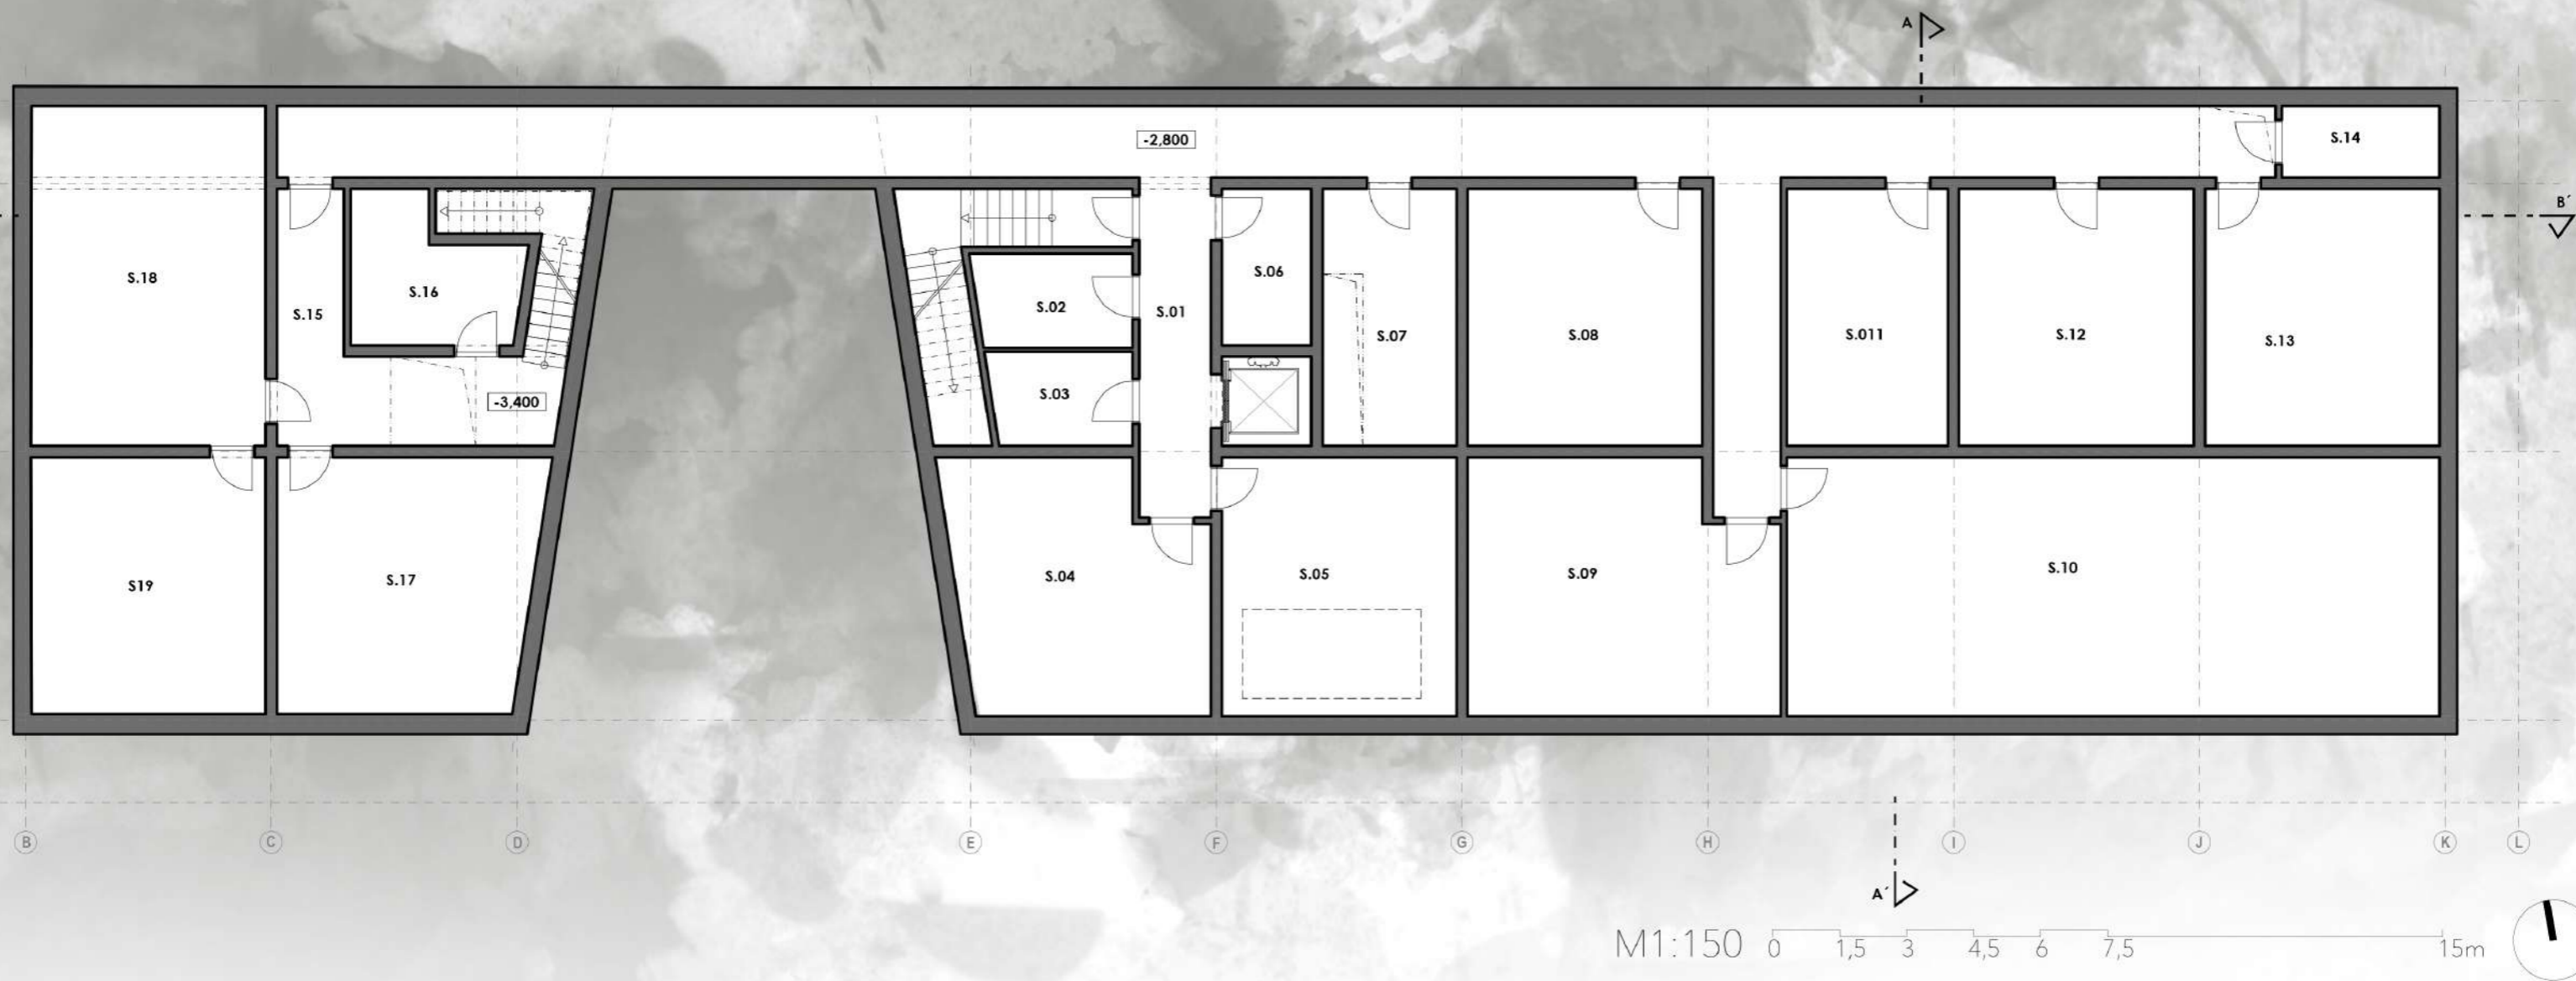 A
-2,800
S.14
B´
S.18
S.16
S.15
S.02
S.01
S.06
S.07
S.08
S.011
S.12
S.13
S.03
-3,400
S19
S.17
S.04
S.05
S.09
S.10
B C D E F G H I J K L
A´
M1:150 0 1,5 3 4,5 6 7,5 15m